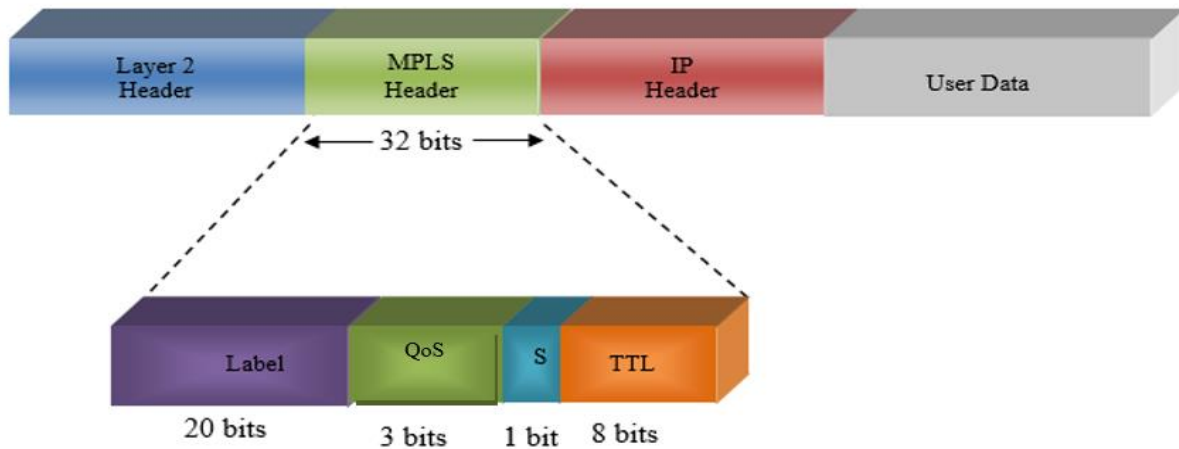 Layer 2
Header
MPLS
Header
IP
Header
User Data
32 bits
Label
QoS
S
TTL
20 bits
3 bits
1 bit
8 bits